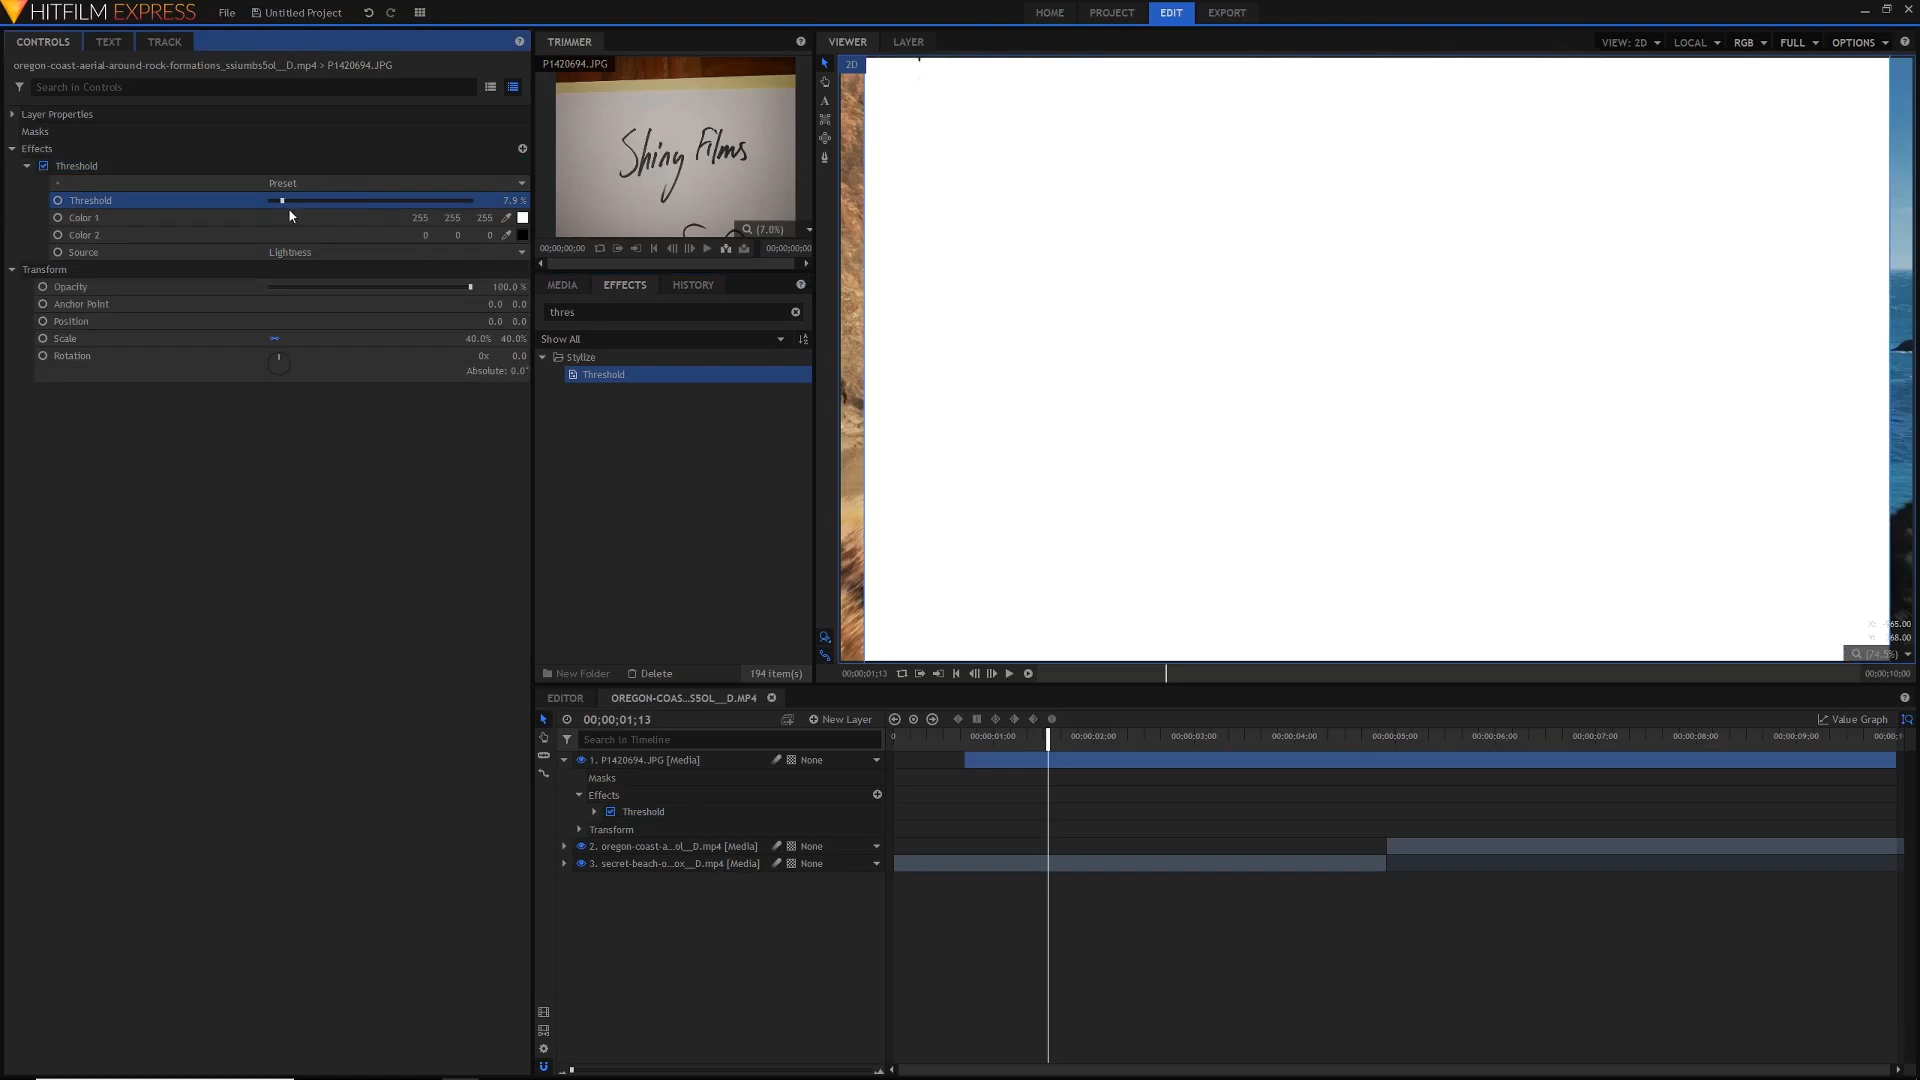 HITFILM EXPRESS File Untitled Project HOME PROJECT EDIT EXPORT
CONTROLS TEXT TRACK
oregon-coast-aerial-around-rock-formations_ssiumbs5ol__D.mp4 > P1420694.JPG
Search in Controls
Layer Properties
Masks
Effects
Threshold
Preset
Threshold 7.9 %
Color 1 255 255 255
Color 2 0 0 0
Source Lightness
Transform
Opacity 100.0 %
Anchor Point 0.0 0.0
Position 0.0 0.0
Scale 40.0% 40.0%
Rotation 0x 0.0
Absolute: 0.0°
TRIMMER
P1420694.JPG
Shiny Films
(7.0%)
00;00;00;00 00;00;00;00
MEDIA EFFECTS HISTORY
thres
Show All
Stylize
Threshold
New Folder Delete 194 item(s)
VIEWER LAYER VIEW: 2D LOCAL RGB FULL OPTIONS
2D
X: -965.00
Y: 368.00
(74.5%)
00;00;01;13 00;00;10;00
EDITOR OREGON-COAS...S5OL__D.MP4
00;00;01;13 New Layer Value Graph
Search in Timeline
0 00;00;01;00 00;00;02;00 00;00;03;00 00;00;04;00 00;00;05;00 00;00;06;00 00;00;07;00 00;00;08;00 00;00;09;00
1. P1420694.JPG [Media] None
Masks
Effects
Threshold
Transform
2. oregon-coast-a...ol__D.mp4 [Media] None
3. secret-beach-o...ox__D.mp4 [Media] None